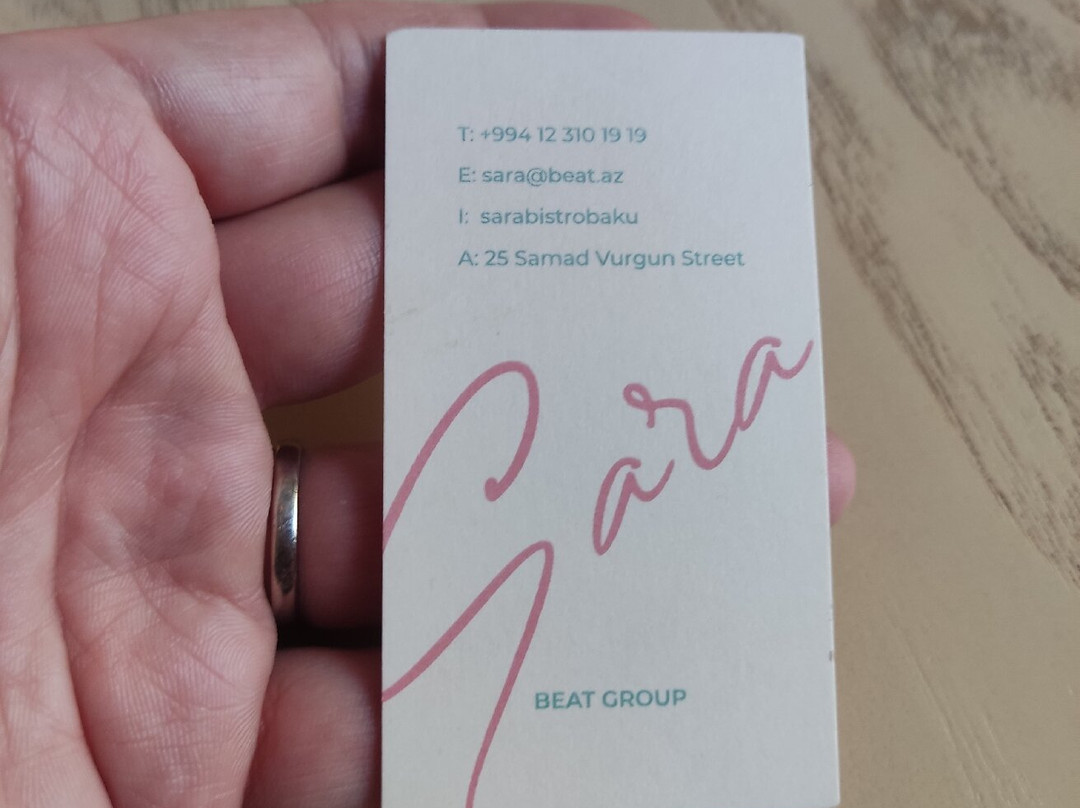 T: +994 12 310 19 19
E: sara@beat.az
I: sarabistrobaku
A: 25 Samad Vurgun Street
Sara
BEAT GROUP